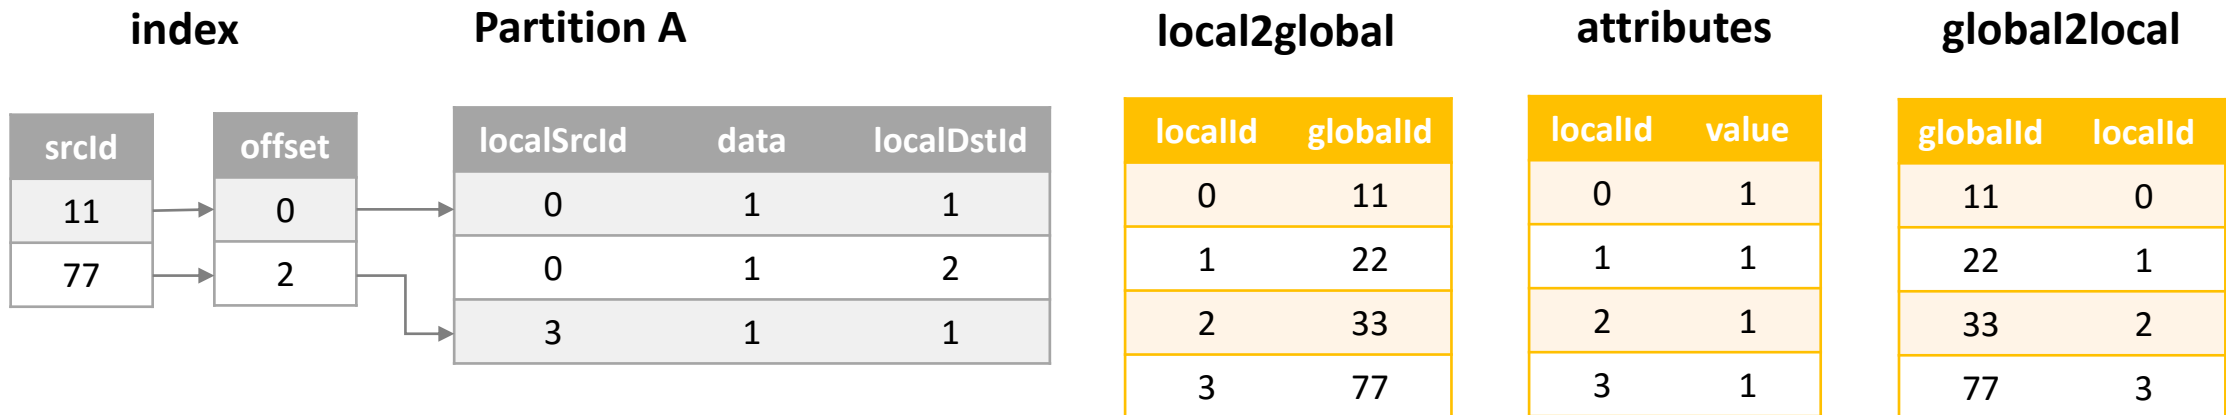 index Partition A local2global attributes global2local
srcId offset localSrcId data localDstId localId globalId localId value globalId localId
11 0 0 1 1 0 11 0 1 11 0
77 2 0 1 2 1 22 1 1 22 1
3 1 1 2 33 2 1 33 2
3 77 3 1 77 3